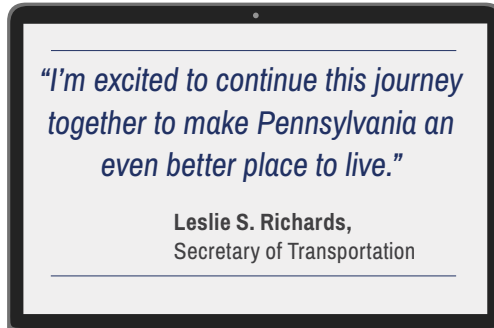 “I’m excited to continue this journey
together to make Pennsylvania an
even better place to live.”
Leslie S. Richards,
Secretary of Transportation